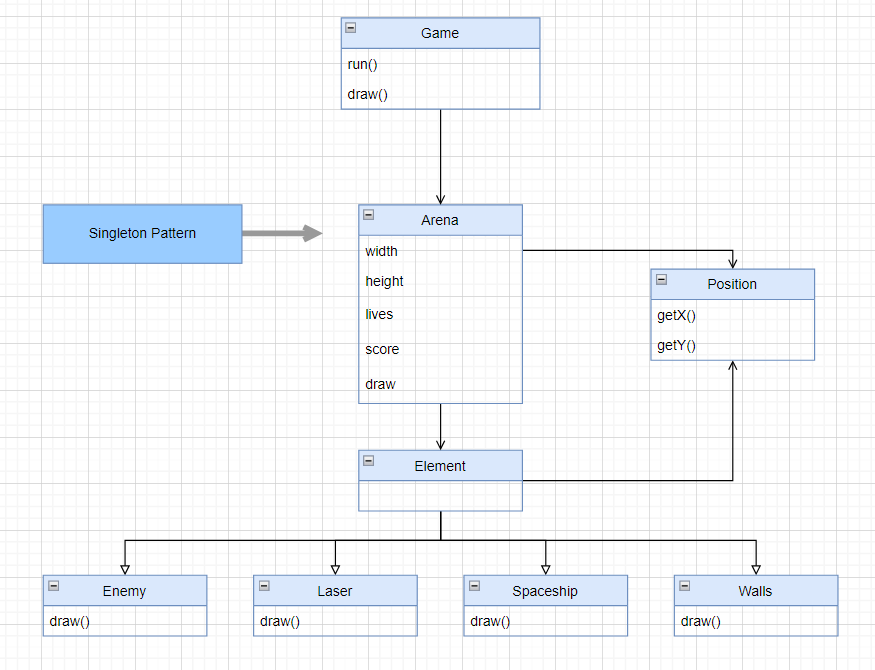 Game
run()
draw()
Singleton Pattern
Arena
width
height
lives
score
draw
Position
getX()
getY()
Element
Enemy
draw()
Laser
draw()
Spaceship
draw()
Walls
draw()